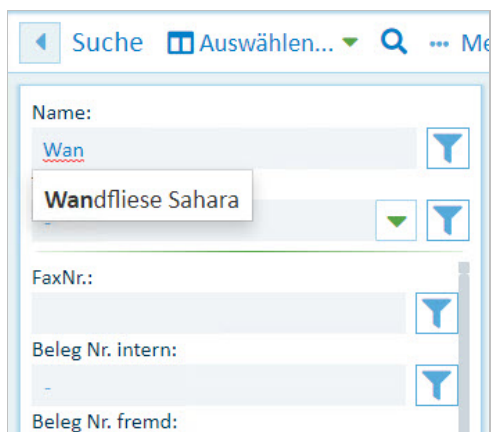 Suche Auswählen... ... Me
Name:
Wan
Wandfliese Sahara
-
FaxNr.:
Beleg Nr. intern:
-
Beleg Nr. fremd: